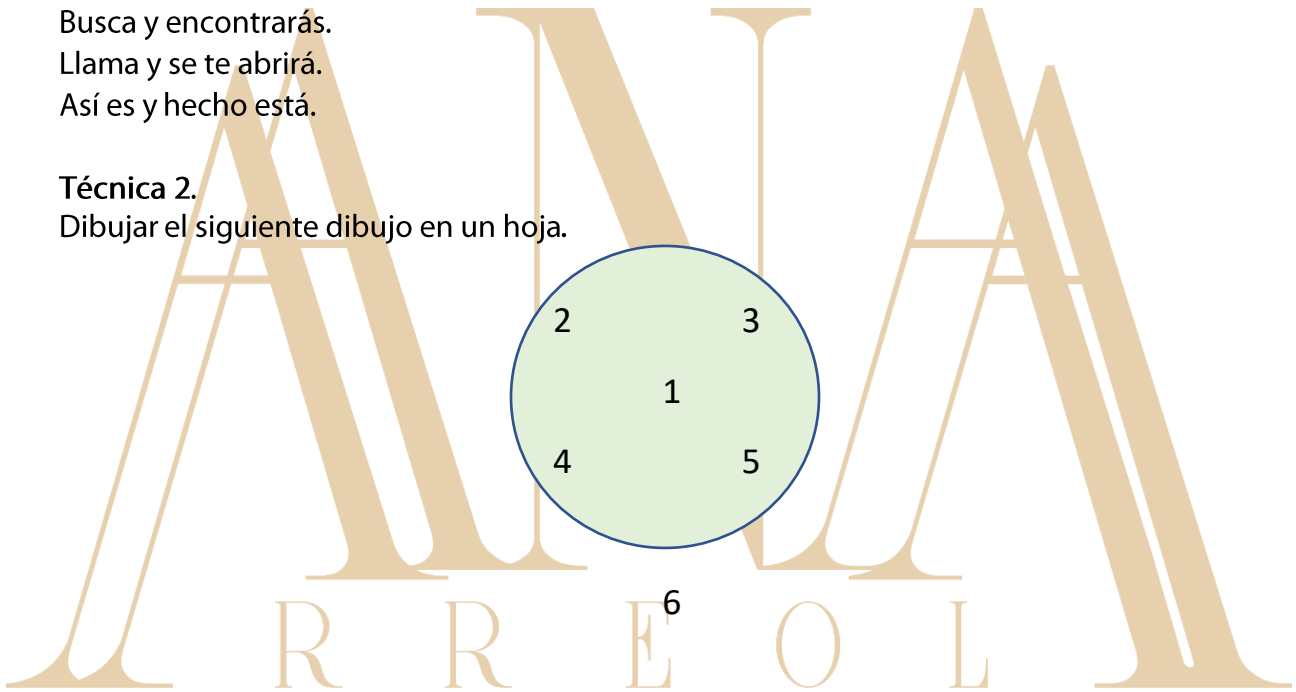 Busca y encontrarás.
Llama y se te abrirá.
Así es y hecho está.
Técnica 2.
Dibujar el siguiente dibujo en un hoja.
2 3
1
4 5
6
ANA
RREOL